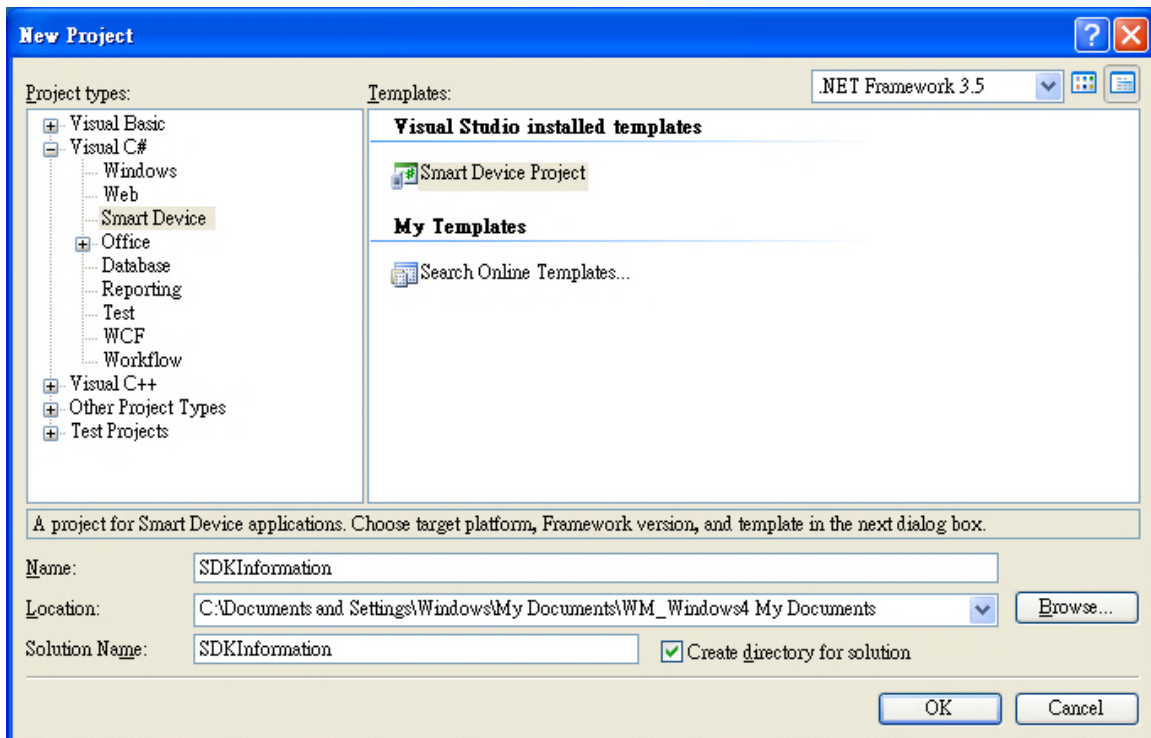 New Project
Project types:
Templates:
.NET Framework 3.5
Visual Basic
Visual C#
Windows
Web
Smart Device
Office
Database
Reporting
Test
WCF
Workflow
Visual C++
Other Project Types
Test Projects
Visual Studio installed templates
Smart Device Project
My Templates
Search Online Templates...
A project for Smart Device applications. Choose target platform, Framework version, and template in the next dialog box.
Name:
SDKInformation
Location:
C:\Documents and Settings\Windows\My Documents\WM_Windows4 My Documents
Browse...
Solution Name:
SDKInformation
Create directory for solution
OK
Cancel